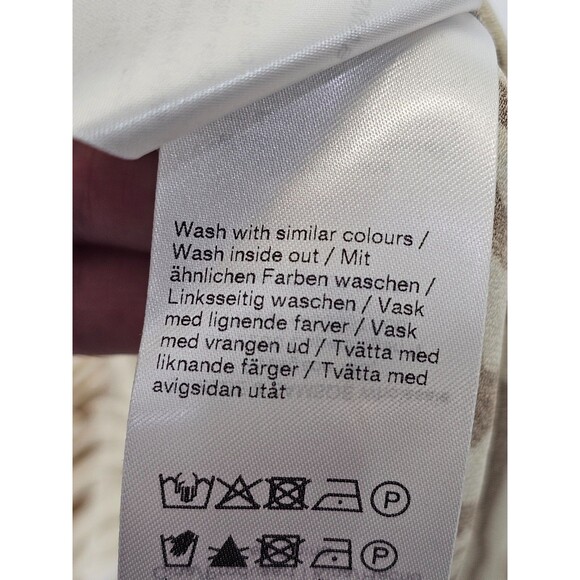 Wash with similar colours /
Wash inside out / Mit
ähnlichen Farben waschen /
Linksseitig waschen / Vask
med lignende farver / Vask
med vrangen ud / Tvätta med
liknande färger / Tvätta med
avigsidan utåt
P
P